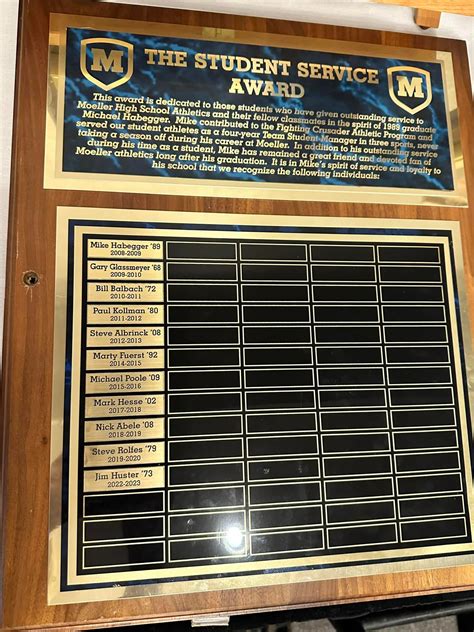 M
THE STUDENT SERVICE
AWARD
M
This award is dedicated to those students who have given outstanding service to
Moeller High School Athletics and their fellow classmates in the spirit of 1989 graduate
Michael Habegger. Mike contributed to the Fighting Crusader Athletic Program and
served our student athletes as a four-year Team Student Manager in three sports, never
taking a season off during his career at Moeller. In addition to his outstanding service
during his time as a student, Mike has remained a great friend and devoted fan of
Moeller athletics long after his graduation. It is in Mike's spirit of service and loyalty to
his school that we recognize the following individuals:
Mike Habegger '89
2008-2009
Gary Glassmeyer '68
2009-2010
Bill Balbach '72
2010-2011
Paul Kollman '80
2011-2012
Steve Albrinck '08
2012-2013
Marty Fuerst '92
2014-2015
Michael Poole '09
2015-2016
Mark Hesse '02
2017-2018
Nick Abele '08
2018-2019
Steve Rolfes '79
2019-2020
Jim Huster '73
2022-2023